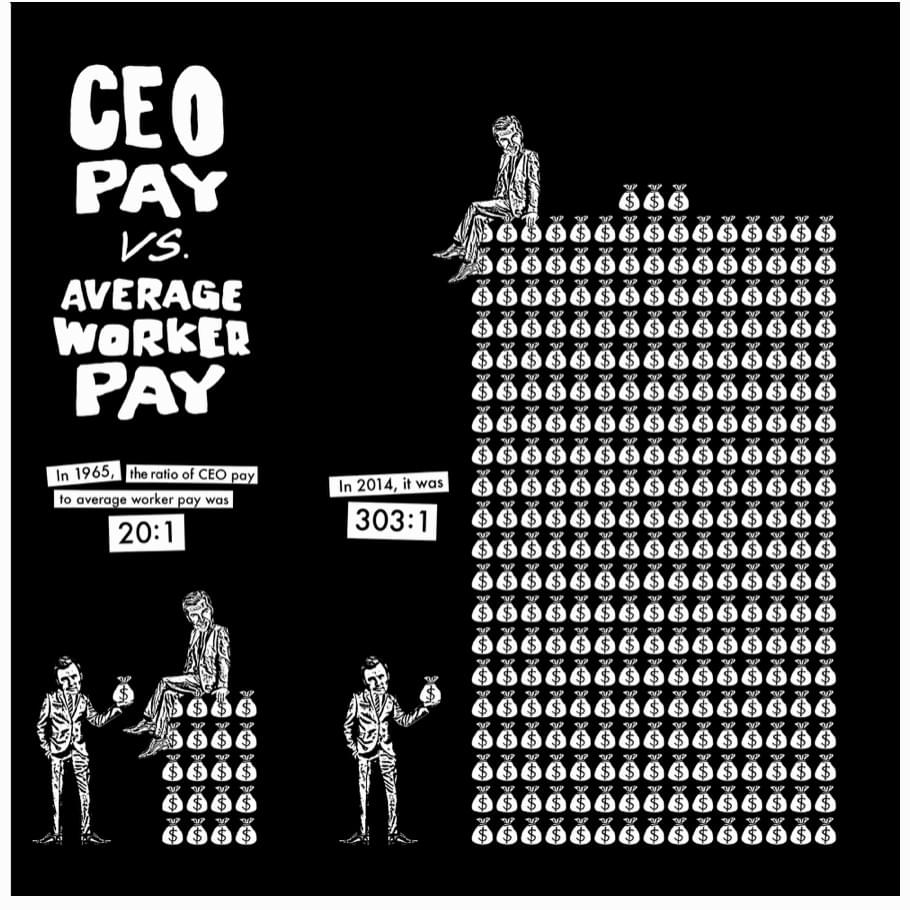 CEO
PAY
VS.
AVERAGE
WORKER
PAY
In 1965, the ratio of CEO pay
to average worker pay was
20:1
In 2014, it was
303:1